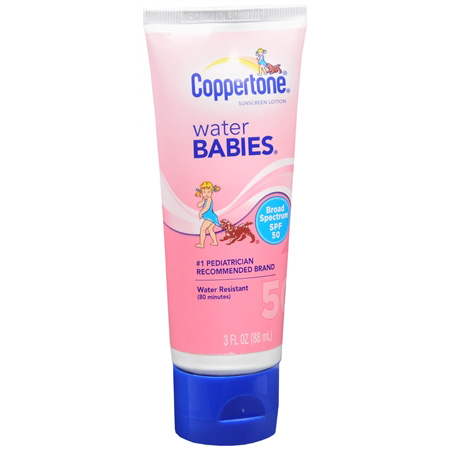 Coppertone®
SUNSCREEN LOTION
water
BABIES®
Broad
Spectrum
SPF
50
#1 PEDIATRICIAN
RECOMMENDED BRAND
Water Resistant
(80 minutes)
50
3 FL OZ (88 mL)